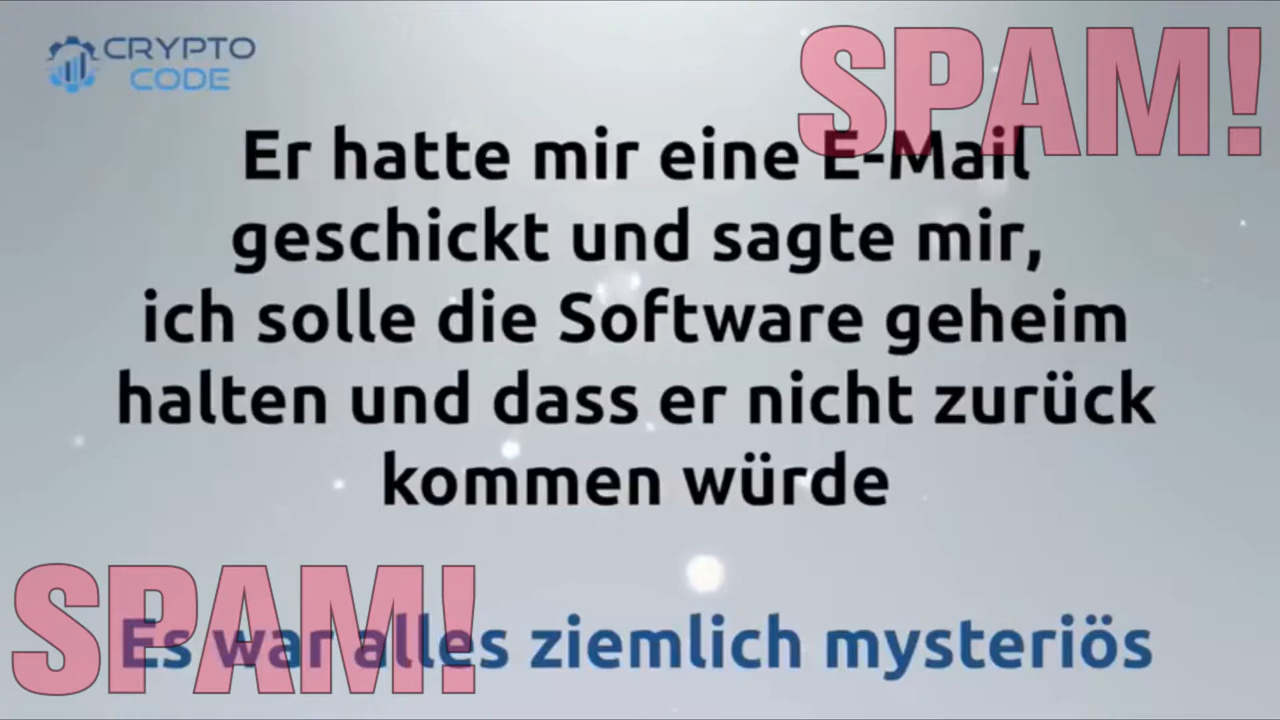 CRYPTO
CODE
SPAM!
Er hatte mir eine E-Mail
geschickt und sagte mir,
ich solle die Software geheim
halten und dass er nicht zurück
kommen würde
SPAM!
Es war alles ziemlich mysteriös